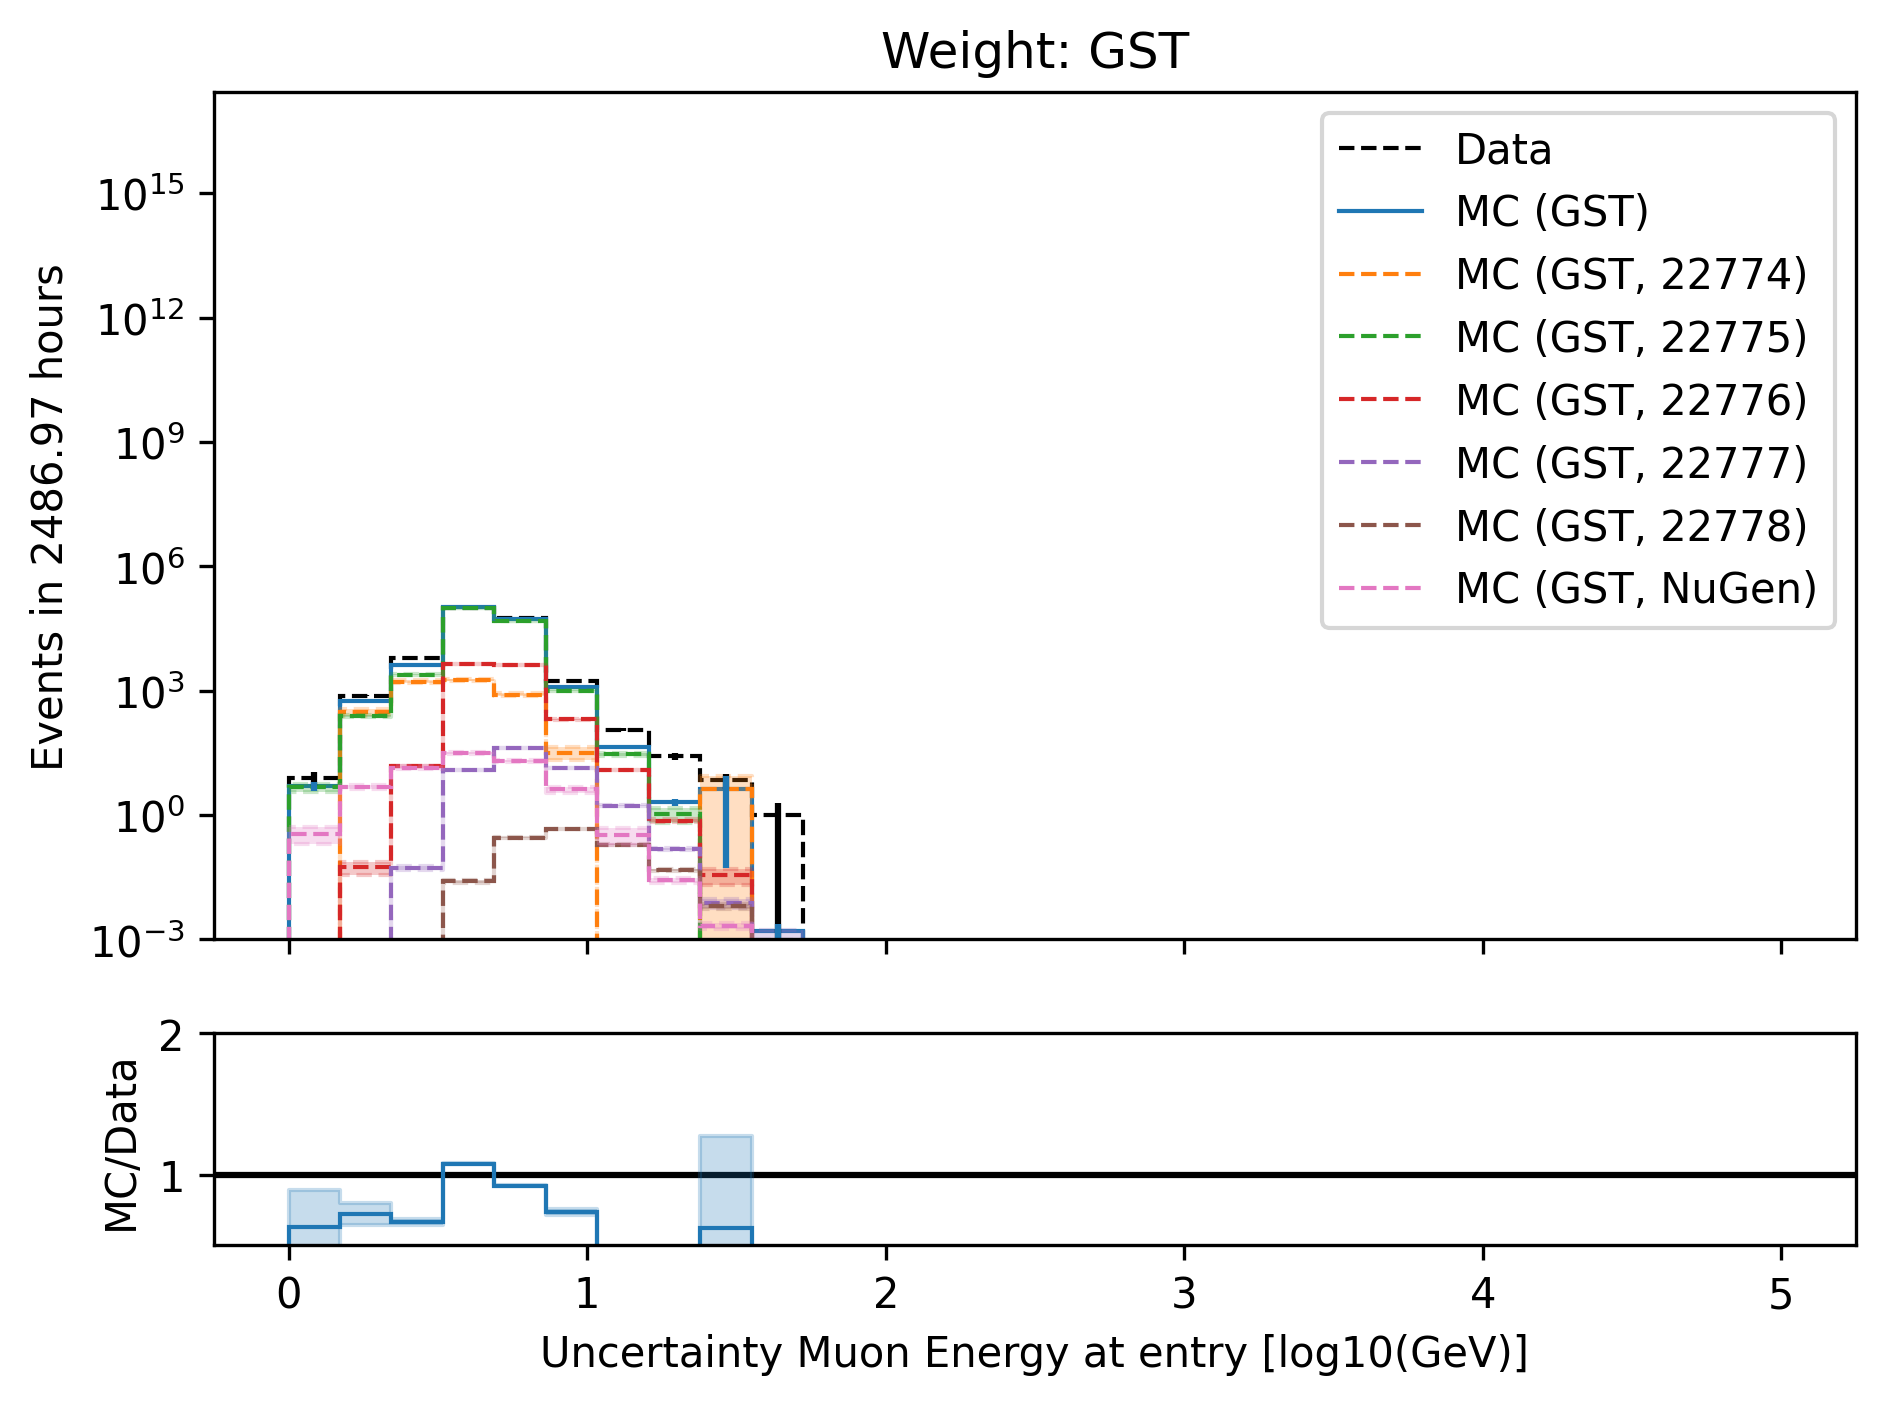 Weight: GST
Events in 2486.97 hours
10^15
10^12
10^9
10^6
10^3
10^0
10^−3
Data
MC (GST)
MC (GST, 22774)
MC (GST, 22775)
MC (GST, 22776)
MC (GST, 22777)
MC (GST, 22778)
MC (GST, NuGen)
MC/Data
2
1
0 1 2 3 4 5
Uncertainty Muon Energy at entry [log10(GeV)]